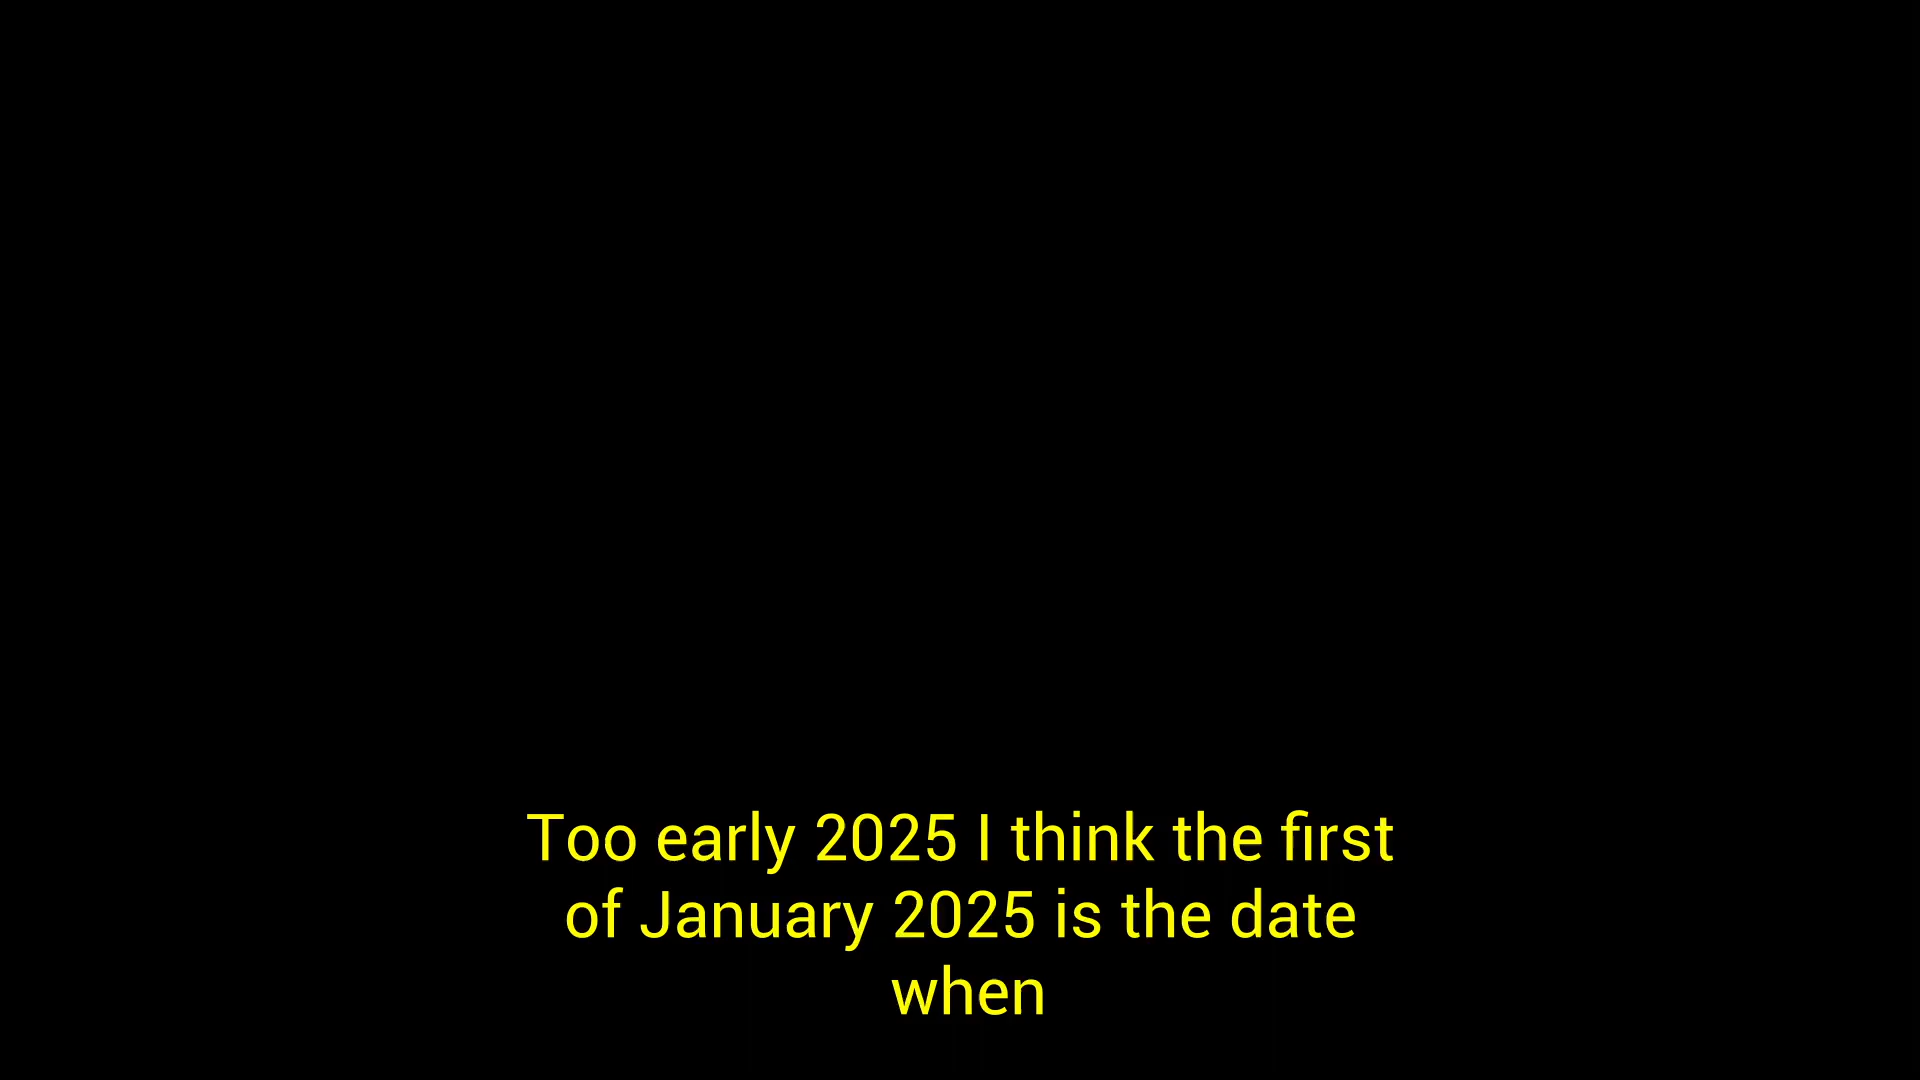 Too early 2025 I think the first
of January 2025 is the date
when